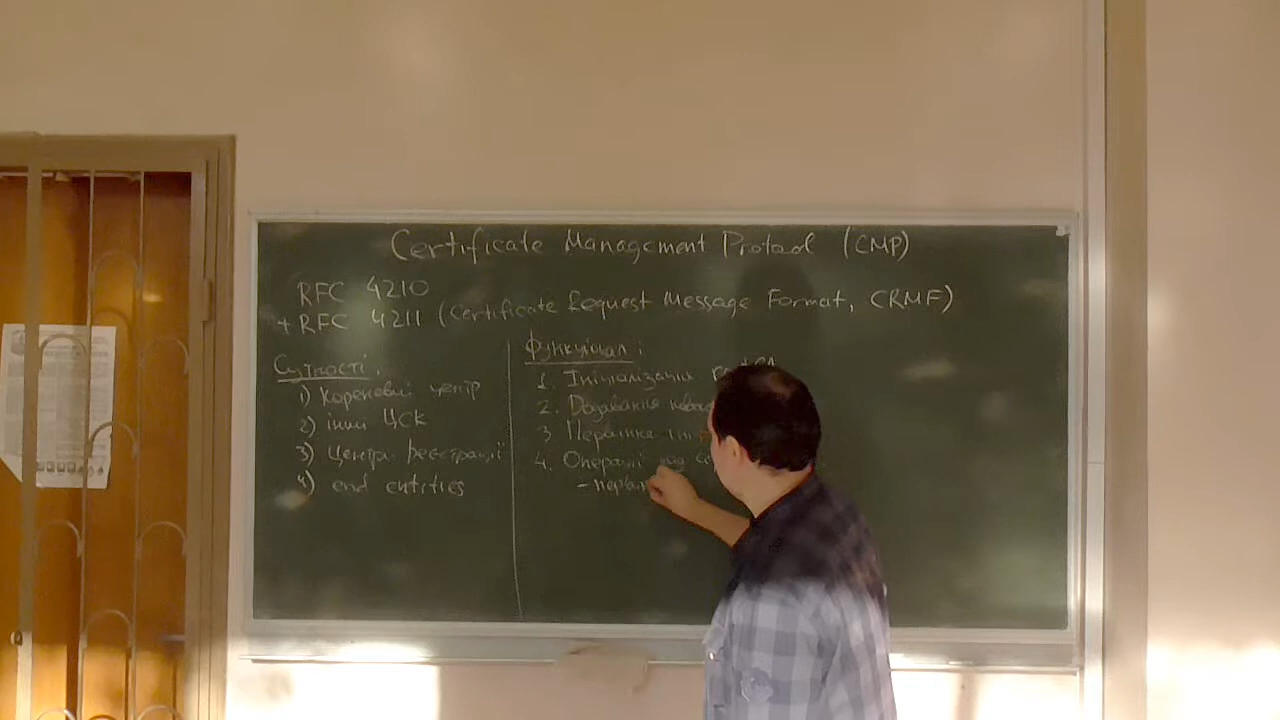 Certificate Management Protocol (CMP)
RFC 4210
+ RFC 4211 (Certificate Request Message Format, CRMF)
Сутності:
1) Кореневий центр
2) інші ЦСК
3) Центри реєстрації
4) end entities
Функціонал:
1. Ініціалізація
2. Додавання
3
4. Операції над